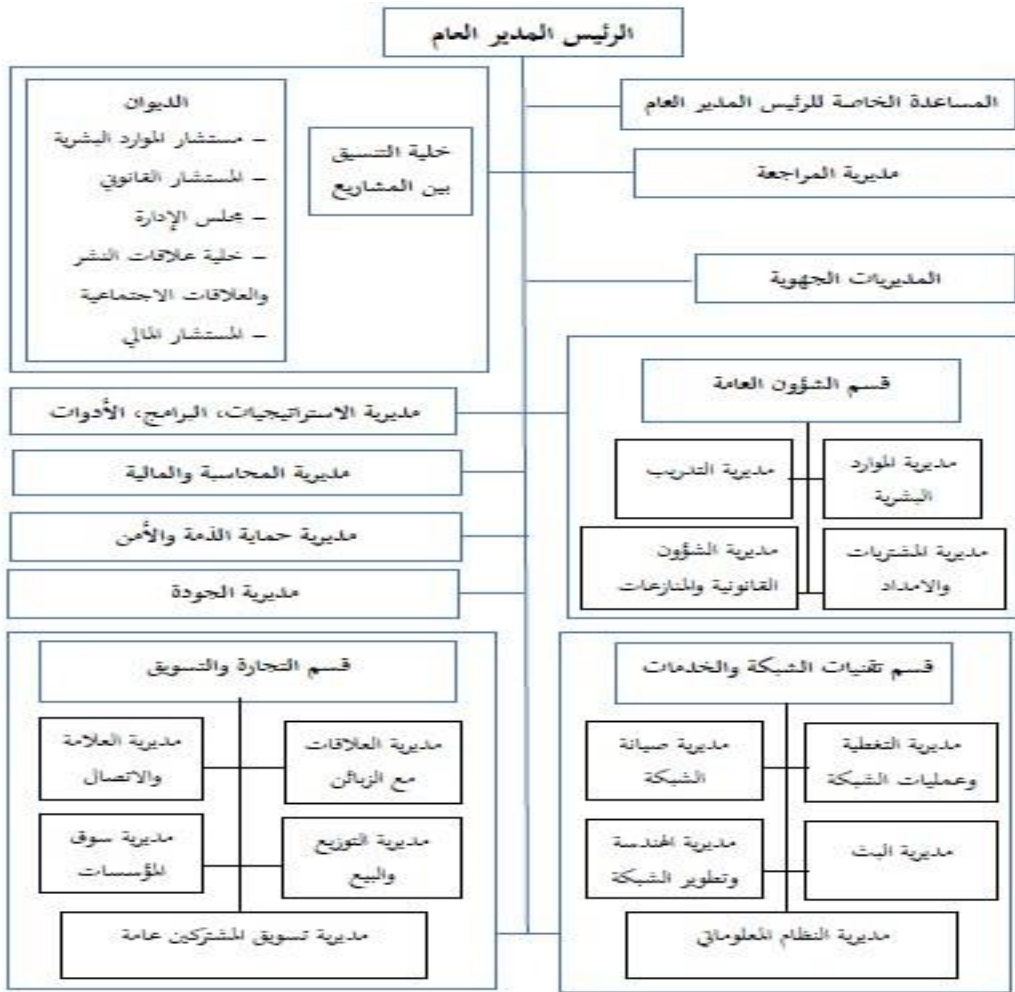 الرئيس المدير العام
المساعدة الخاصة للرئيس المدير العام
مديرية المراجعة
المديريات الجهوية
خلية التنسيق
بين المشاريع
الديوان
– مستشار الموارد البشرية
– المستشار القانوني
– مجلس الإدارة
– خلية علاقات النشر
والعلاقات الاجتماعية
– المستشار المالي
قسم الشؤون العامة
مديرية الموارد
البشرية
مديرية التدريب
مديرية المشتريات
والامداد
مديرية الشؤون
القانونية والمنازعات
مديرية الاستراتيجيات، البرامج، الأدوات
مديرية المحاسبة والمالية
مديرية حماية الذمة والأمن
مديرية الجودة
قسم تقنيات الشبكة والخدمات
مديرية التغطية
وعمليات الشبكة
مديرية صيانة
الشبكة
مديرية البث
مديرية الهندسة
وتطوير الشبكة
مديرية النظام المعلوماتي
قسم التجارة والتسويق
مديرية العلاقات
مع الزبائن
مديرية العلامة
والاتصال
مديرية التوزيع
والبيع
مديرية سوق
المؤسسات
مديرية تسويق المشتركين عامة